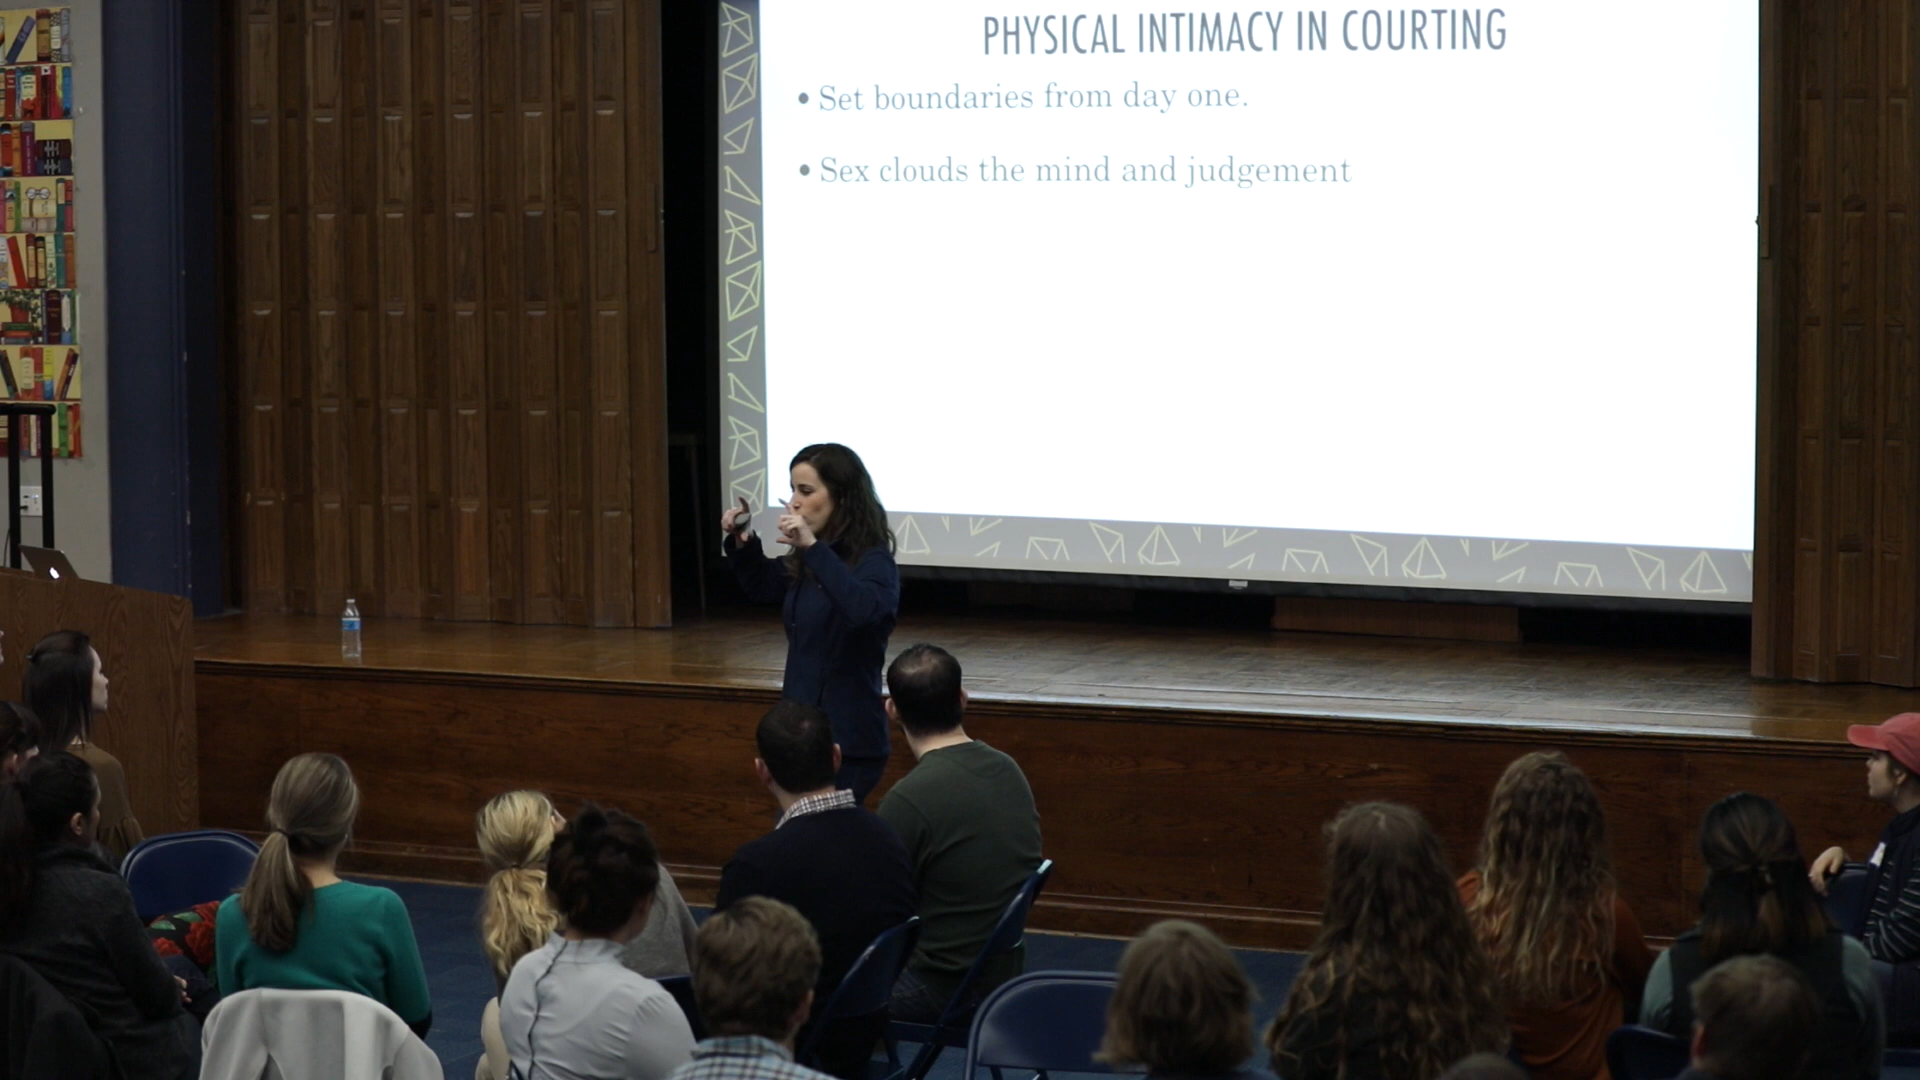 PHYSICAL INTIMACY IN COURTING
• Set boundaries from day one.
• Sex clouds the mind and judgement